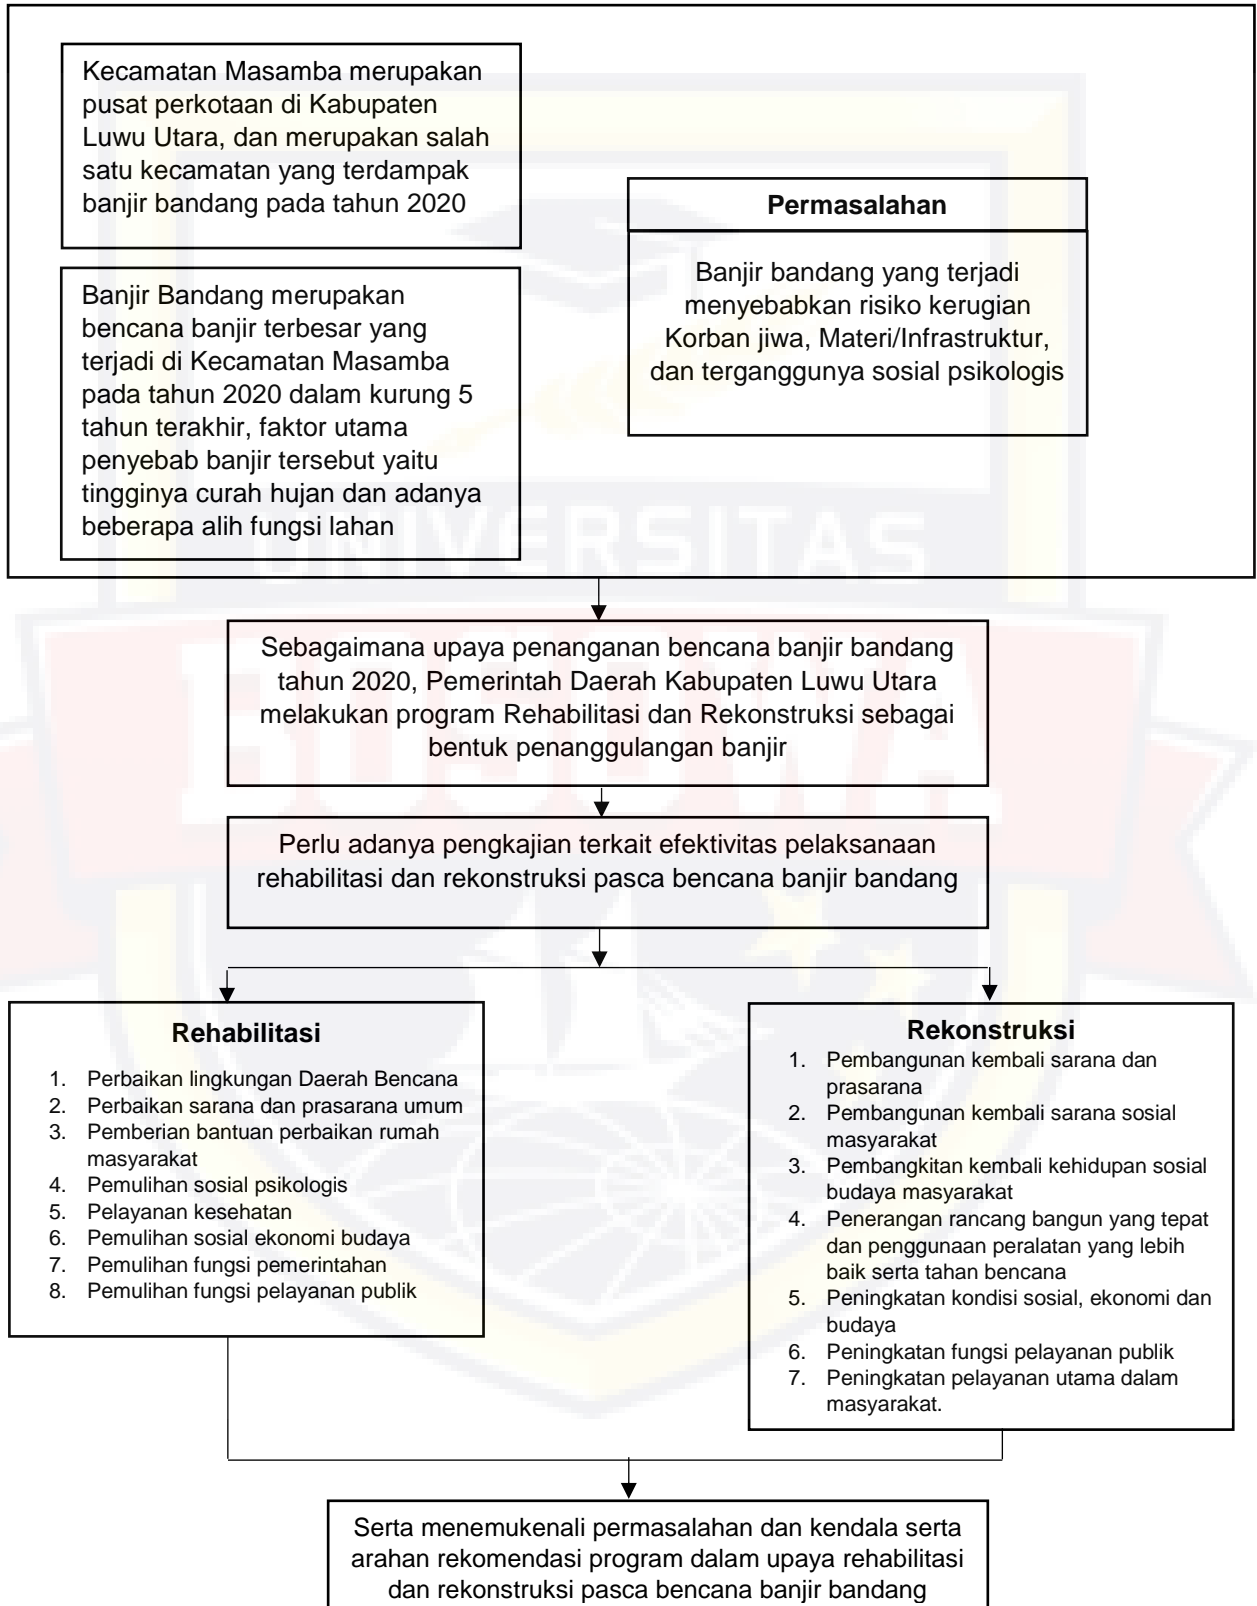 Kecamatan Masamba merupakan
pusat perkotaan di Kabupaten
Luwu Utara, dan merupakan salah
satu kecamatan yang terdampak
banjir bandang pada tahun 2020
Banjir Bandang merupakan
bencana banjir terbesar yang
terjadi di Kecamatan Masamba
pada tahun 2020 dalam kurung 5
tahun terakhir, faktor utama
penyebab banjir tersebut yaitu
tingginya curah hujan dan adanya
beberapa alih fungsi lahan
Permasalahan
Banjir bandang yang terjadi
menyebabkan risiko kerugian
Korban jiwa, Materi/Infrastruktur,
dan terganggunya sosial psikologis
UNIVERSITAS
BOSOWA
Sebagaimana upaya penanganan bencana banjir bandang
tahun 2020, Pemerintah Daerah Kabupaten Luwu Utara
melakukan program Rehabilitasi dan Rekonstruksi sebagai
bentuk penanggulangan banjir
Perlu adanya pengkajian terkait efektivitas pelaksanaan
rehabilitasi dan rekonstruksi pasca bencana banjir bandang
Rehabilitasi
1. Perbaikan lingkungan Daerah Bencana
2. Perbaikan sarana dan prasarana umum
3. Pemberian bantuan perbaikan rumah
masyarakat
4. Pemulihan sosial psikologis
5. Pelayanan kesehatan
6. Pemulihan sosial ekonomi budaya
7. Pemulihan fungsi pemerintahan
8. Pemulihan fungsi pelayanan publik
Rekonstruksi
1. Pembangunan kembali sarana dan
prasarana
2. Pembangunan kembali sarana sosial
masyarakat
3. Pembangkitan kembali kehidupan sosial
budaya masyarakat
4. Penerangan rancang bangun yang tepat
dan penggunaan peralatan yang lebih
baik serta tahan bencana
5. Peningkatan kondisi sosial, ekonomi dan
budaya
6. Peningkatan fungsi pelayanan publik
7. Peningkatan pelayanan utama dalam
masyarakat.
Serta menemukenali permasalahan dan kendala serta
arahan rekomendasi program dalam upaya rehabilitasi
dan rekonstruksi pasca bencana banjir bandang